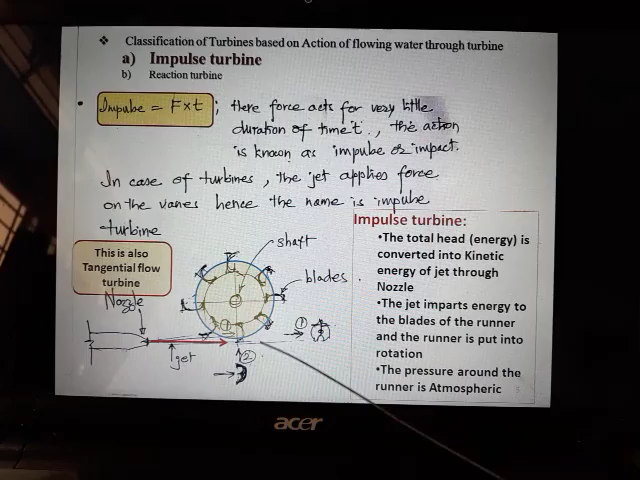 ❖ Classification of Turbines based on Action of flowing water through turbine
a) Impulse turbine
b) Reaction turbine
• Impulse = F×t ; there force acts for very little
duration of time 't'., the action
is known as impulse or impact.
In case of turbines, the jet applies force
on the vanes hence the name is impulse
turbine
This is also
Tangential flow
turbine
Nozzle
shaft
blades
jet
①
①
②
Impulse turbine:
•The total head (energy) is
converted into Kinetic
energy of jet through
Nozzle
•The jet imparts energy to
the blades of the runner
and the runner is put into
rotation
•The pressure around the
runner is Atmospheric
acer